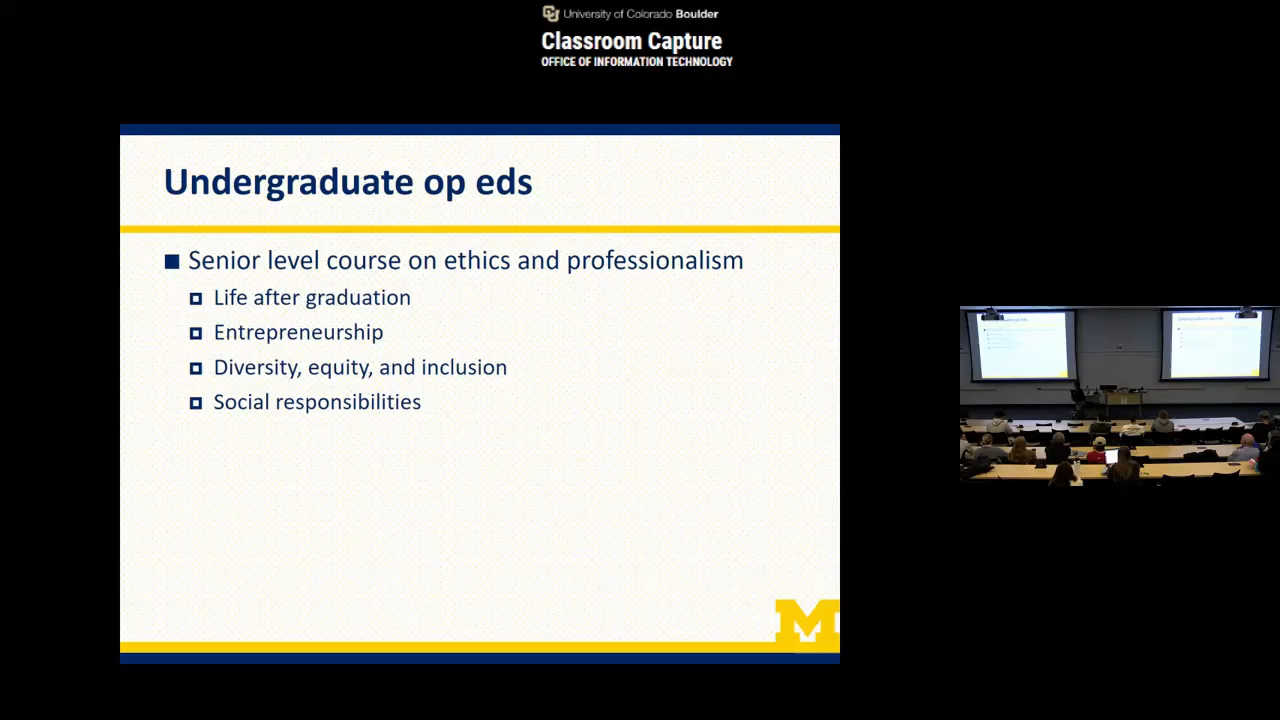 University of Colorado Boulder
Classroom Capture
OFFICE OF INFORMATION TECHNOLOGY
Undergraduate op eds
Senior level course on ethics and professionalism
Life after graduation
Entrepreneurship
Diversity, equity, and inclusion
Social responsibilities
M